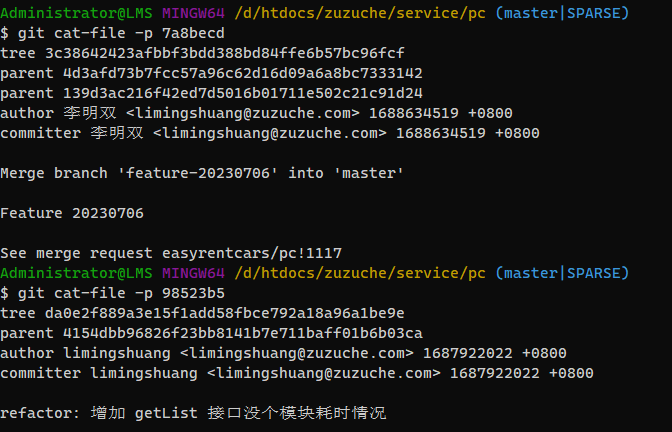 Administrator@LMS MINGW64 /d/htdocs/zuzuche/service/pc (master|SPARSE)
$ git cat-file -p 7a8becd
tree 3c38642423afbbf3bdd388bd84ffe6b57bc96fcf
parent 4d3afd73b7fcc57a96c62d16d09a6a8bc7333142
parent 139d3ac216f42ed7d5016b01711e502c21c91d24
author 李明双 <limingshuang@zuzuche.com> 1688634519 +0800
committer 李明双 <limingshuang@zuzuche.com> 1688634519 +0800
Merge branch 'feature-20230706' into 'master'
Feature 20230706
See merge request easyrentcars/pc!1117
Administrator@LMS MINGW64 /d/htdocs/zuzuche/service/pc (master|SPARSE)
$ git cat-file -p 98523b5
tree da0e2f889a3e15f1add58fbce792a18a96a1be9e
parent 4154dbb96826f23bb8141b7e711baff01b6b03ca
author limingshuang <limingshuang@zuzuche.com> 1687922022 +0800
committer limingshuang <limingshuang@zuzuche.com> 1687922022 +0800
refactor: 增加 getList 接口没个模块耗时情况